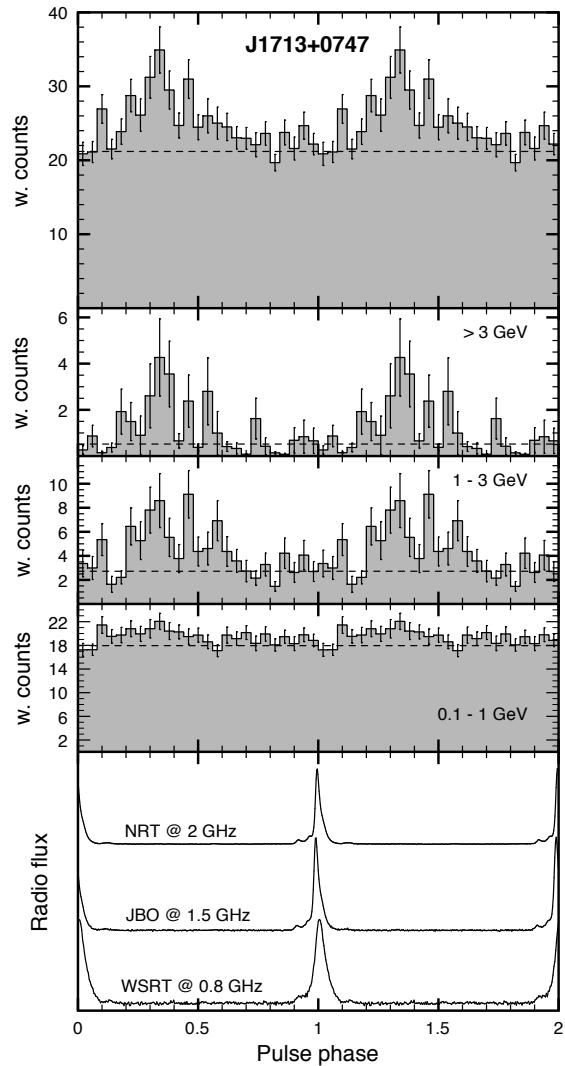 J1713+0747
40
30
20
10
w. counts
> 3 GeV
6
4
2
w. counts
1 - 3 GeV
10
8
6
4
2
w. counts
22
18
14
10
6
2
w. counts
0.1 - 1 GeV
NRT @ 2 GHz
JBO @ 1.5 GHz
WSRT @ 0.8 GHz
Radio flux
0 0.5 1 1.5 2
Pulse phase